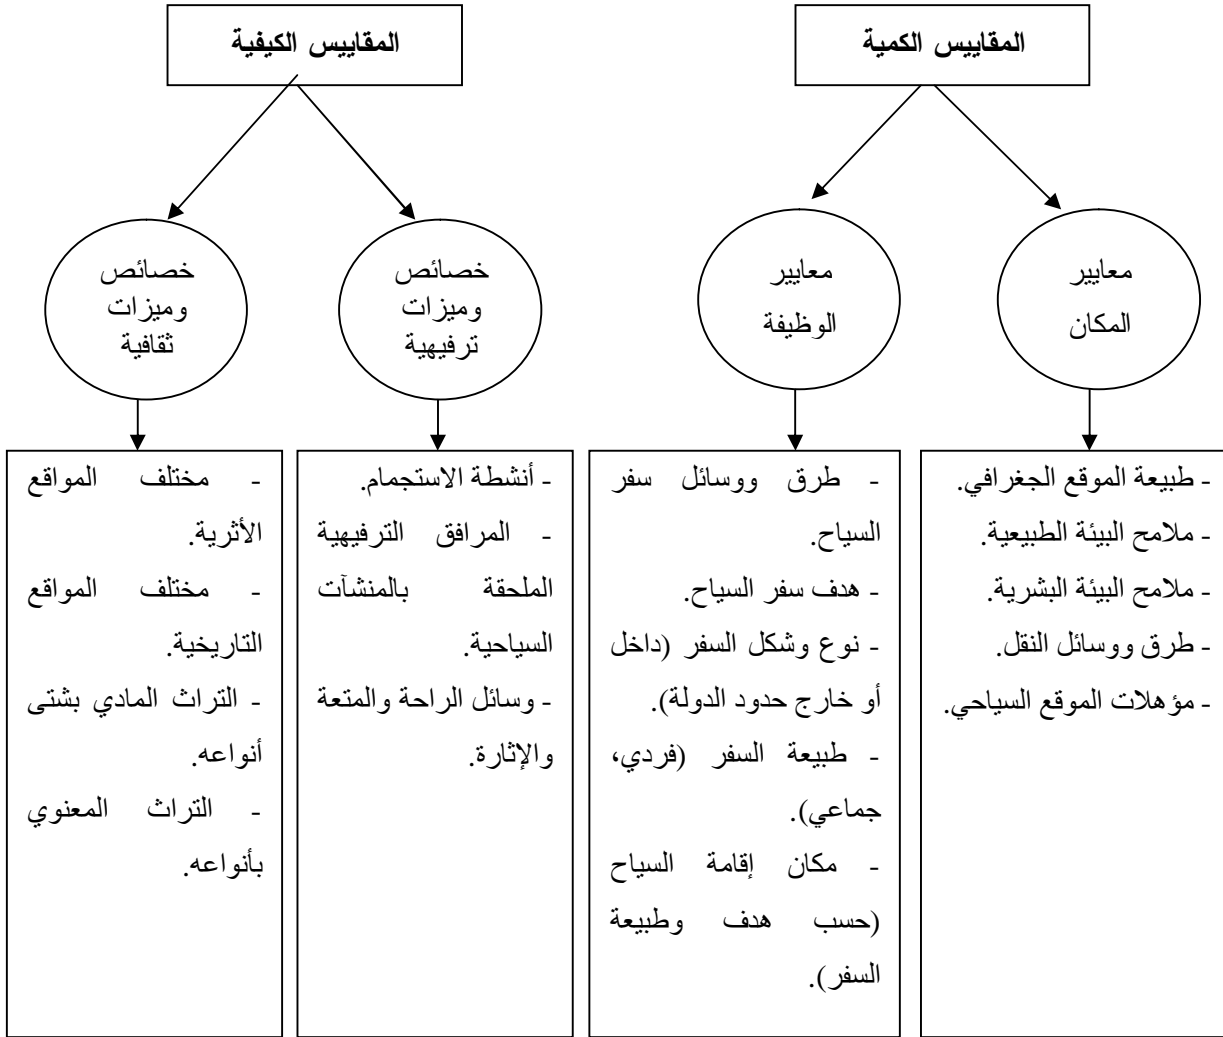 المقاييس الكمية
المقاييس الكيفية
معايير
المكان
معايير
الوظيفة
خصائص
وميزات
ترفيهية
خصائص
وميزات
ثقافية
- طبيعة الموقع الجغرافي.
- ملامح البيئة الطبيعية.
- ملامح البيئة البشرية.
- طرق ووسائل النقل.
- مؤهلات الموقع السياحي.
- طرق ووسائل سفر
السياح.
- هدف سفر السياح.
- نوع وشكل السفر (داخل
أو خارج حدود الدولة).
- طبيعة السفر (فردي،
جماعي).
- مكان إقامة السياح
(حسب هدف وطبيعة
السفر).
- أنشطة الاستجمام.
- المرافق الترفيهية
الملحقة بالمنشآت
السياحية.
- وسائل الراحة والمتعة
والإثارة.
- مختلف المواقع
الأثرية.
- مختلف المواقع
التاريخية.
- التراث المادي بشتى
أنواعه.
- التراث المعنوي
بأنواعه.